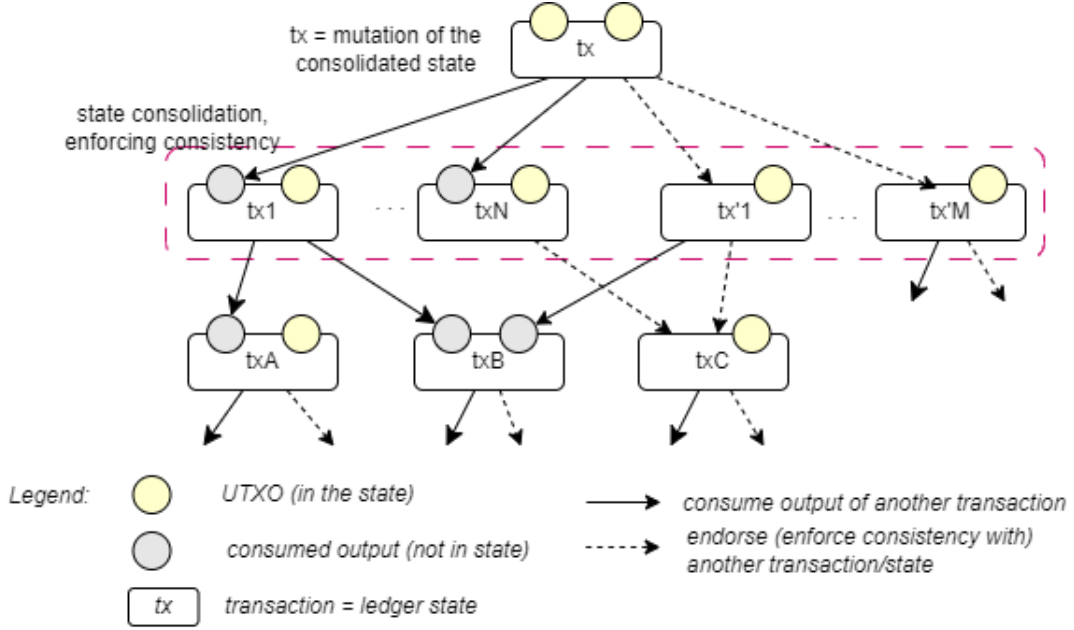 tx = mutation of the
consolidated state
tx
state consolidation,
enforcing consistency
tx1
. . .
txN
tx'1
. . .
tx'M
txA
txB
txC
Legend:
UTXO (in the state)
consume output of another transaction
consumed output (not in state)
endorse (enforce consistency with)
another transaction/state
tx
transaction = ledger state